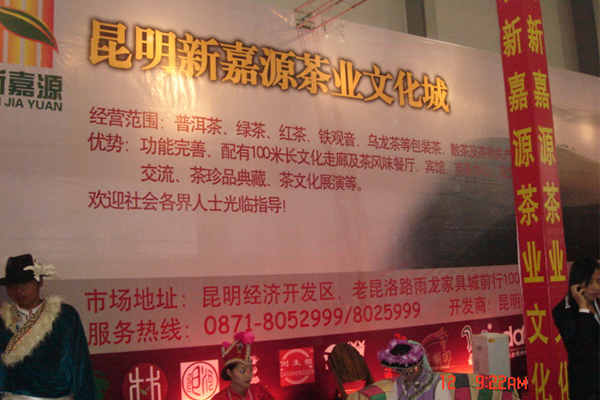 新嘉源
JIA YUAN
昆明新嘉源茶业文化城
经营范围：普洱茶、绿茶、红茶、铁观音、乌龙茶等包装茶、散茶及茶
优势：功能完善、配有100米长文化走廊及茶风味餐厅、宾馆、
交流、茶珍品典藏、茶文化展演等。
欢迎社会各界人士光临指导!
市场地址：昆明经济开发区、老昆洛路雨龙家具城前行100
服务热线：0871-8052999/8025999 开发商：昆明
新嘉源茶业文化
新嘉源茶业文化
12 9:22AM